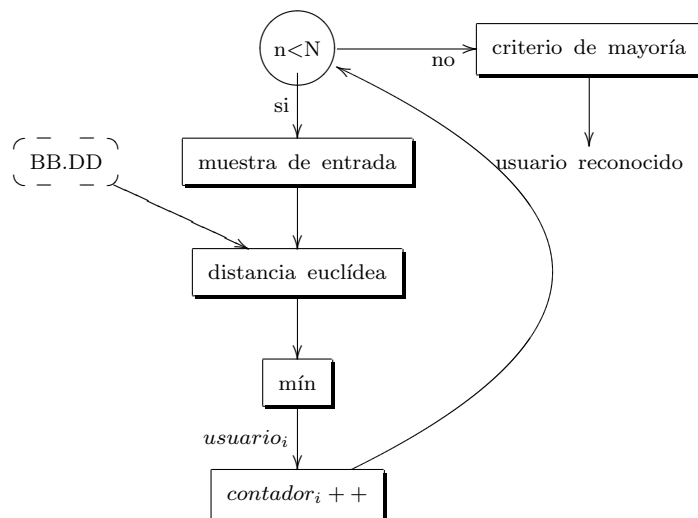 n<N
no
criterio de mayoría
si
BB.DD
muestra de entrada
usuario reconocido
distancia euclídea
mín
usuario_i
contador_i ++